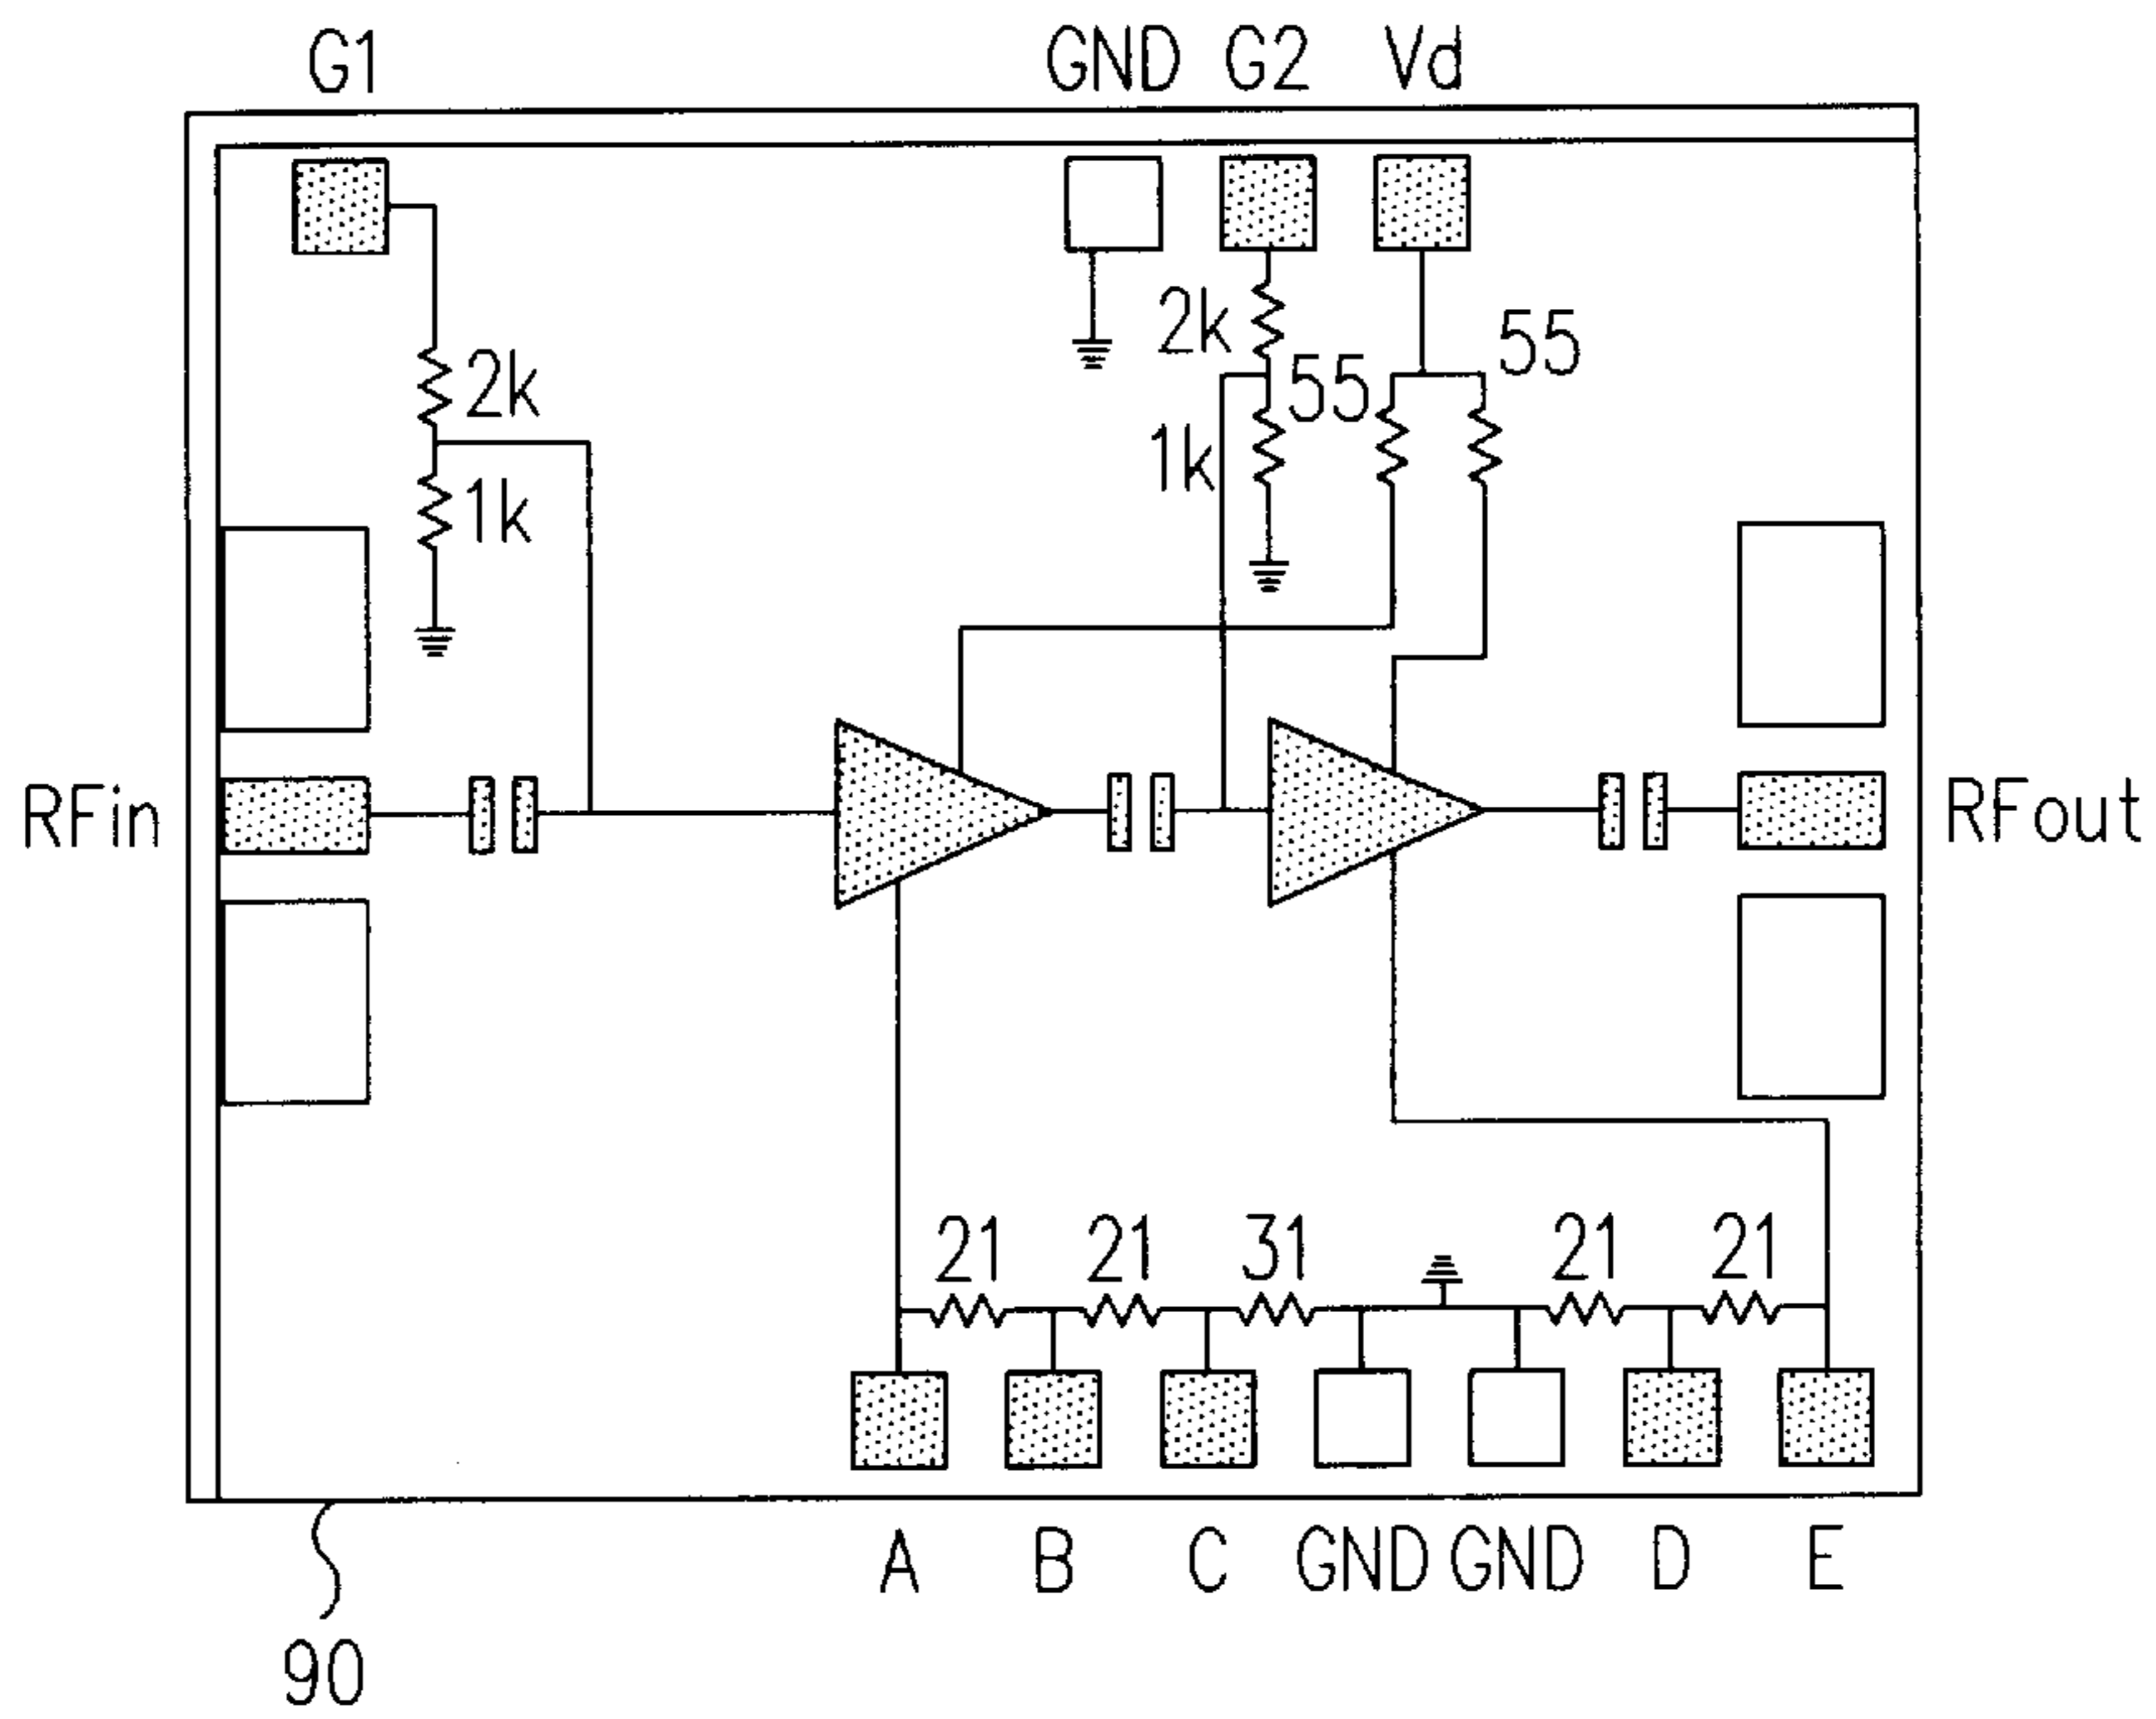 G1 GND G2 Vd
2k 55
2k 55
1k
1k
RFin RFout
21 21 31 21 21
A B C GND GND D E
90